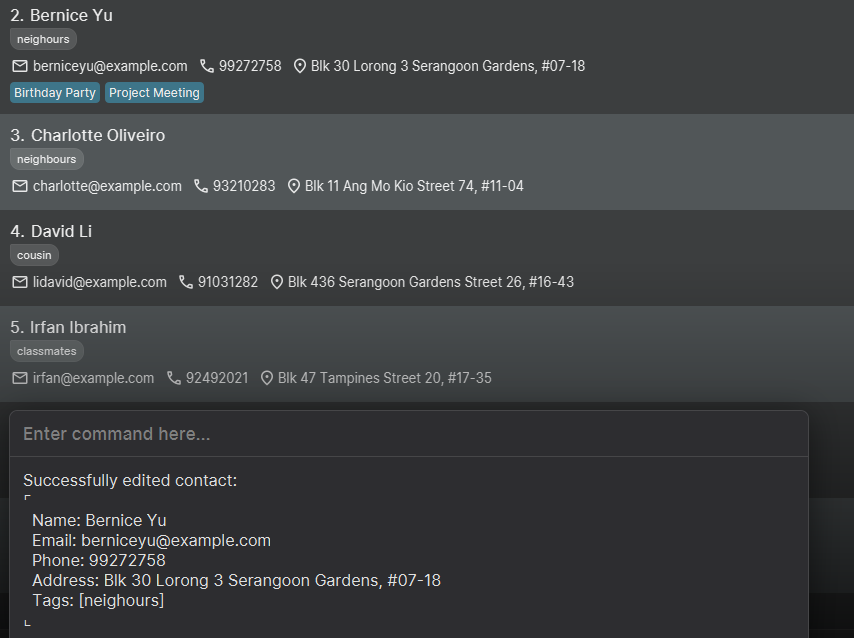 2. Bernice Yu
neighours
berniceyu@example.com 99272758 Blk 30 Lorong 3 Serangoon Gardens, #07-18
Birthday Party Project Meeting
3. Charlotte Oliveiro
neighbours
charlotte@example.com 93210283 Blk 11 Ang Mo Kio Street 74, #11-04
4. David Li
cousin
lidavid@example.com 91031282 Blk 436 Serangoon Gardens Street 26, #16-43
5. Irfan Ibrahim
classmates
irfan@example.com 92492021 Blk 47 Tampines Street 20, #17-35
Enter command here...
Successfully edited contact:
⌜
Name: Bernice Yu
Email: berniceyu@example.com
Phone: 99272758
Address: Blk 30 Lorong 3 Serangoon Gardens, #07-18
Tags: [neighours]
⌞